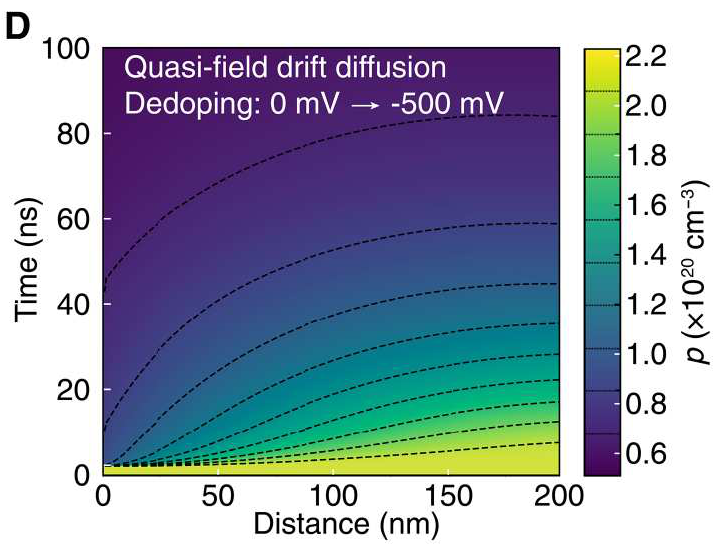 D
Quasi-field drift diffusion
Dedoping: 0 mV → -500 mV
100
80
60
40
20
0
Time (ns)
0 50 100 150 200
Distance (nm)
2.2
2.0
1.8
1.6
1.4
1.2
1.0
0.8
0.6
p (×10²⁰ cm⁻³)